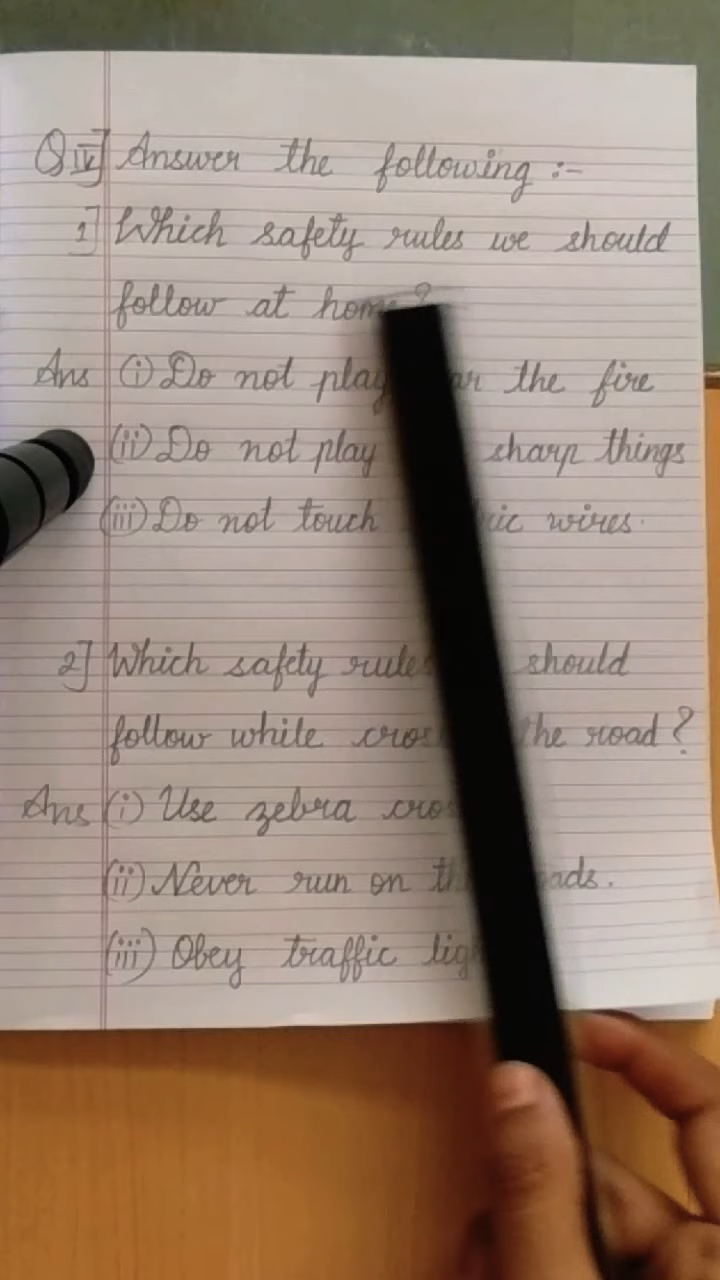 Q IV] Answer the following :-
1] Which safety rules we should
follow at home?
Ans (i) Do not play the fire
(ii) Do not play sharp things
(iii) Do not touch wires.
2] Which safety rules should
follow while the road?
Ans (i) Use zebra
(ii) Never run on
(iii) Obey traffic